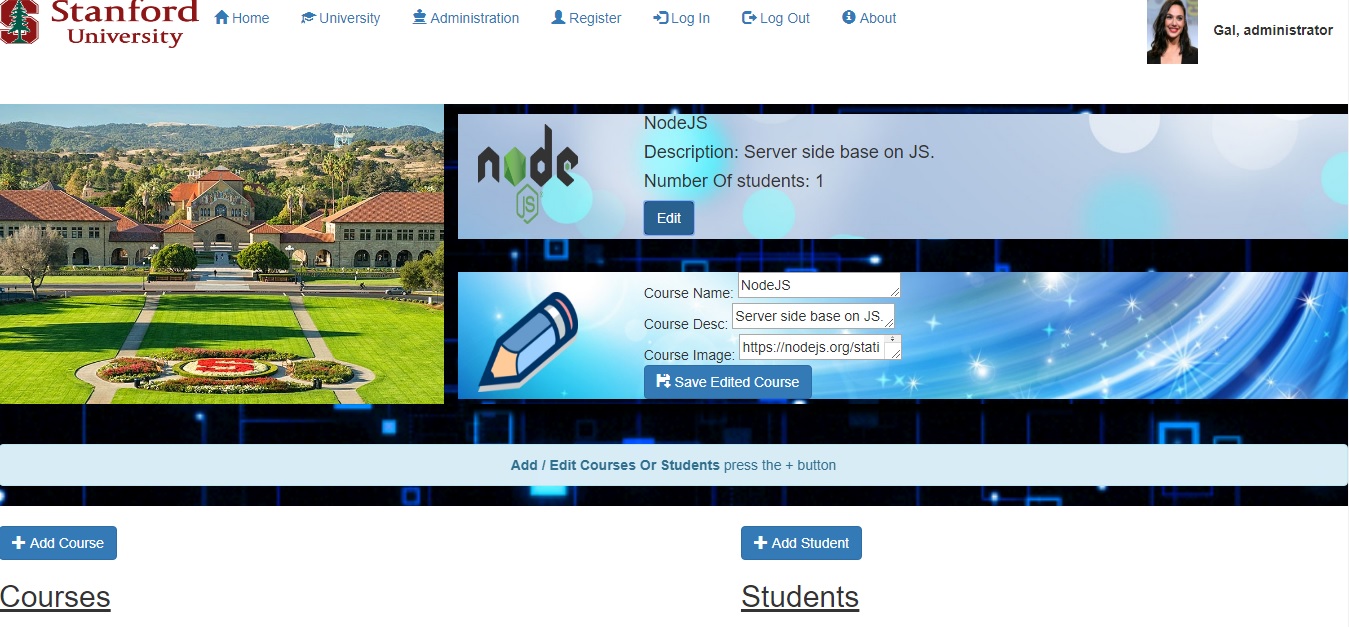 Stanford
University
Home University Administration Register Log In Log Out About
Gal, administrator
node
JS
NodeJS
Description: Server side base on JS.
Number Of students: 1
Edit
Course Name: NodeJS
Course Desc: Server side base on JS.
Course Image: https://nodejs.org/stati
Save Edited Course
Add / Edit Courses Or Students press the + button
+ Add Course
+ Add Student
Courses
Students